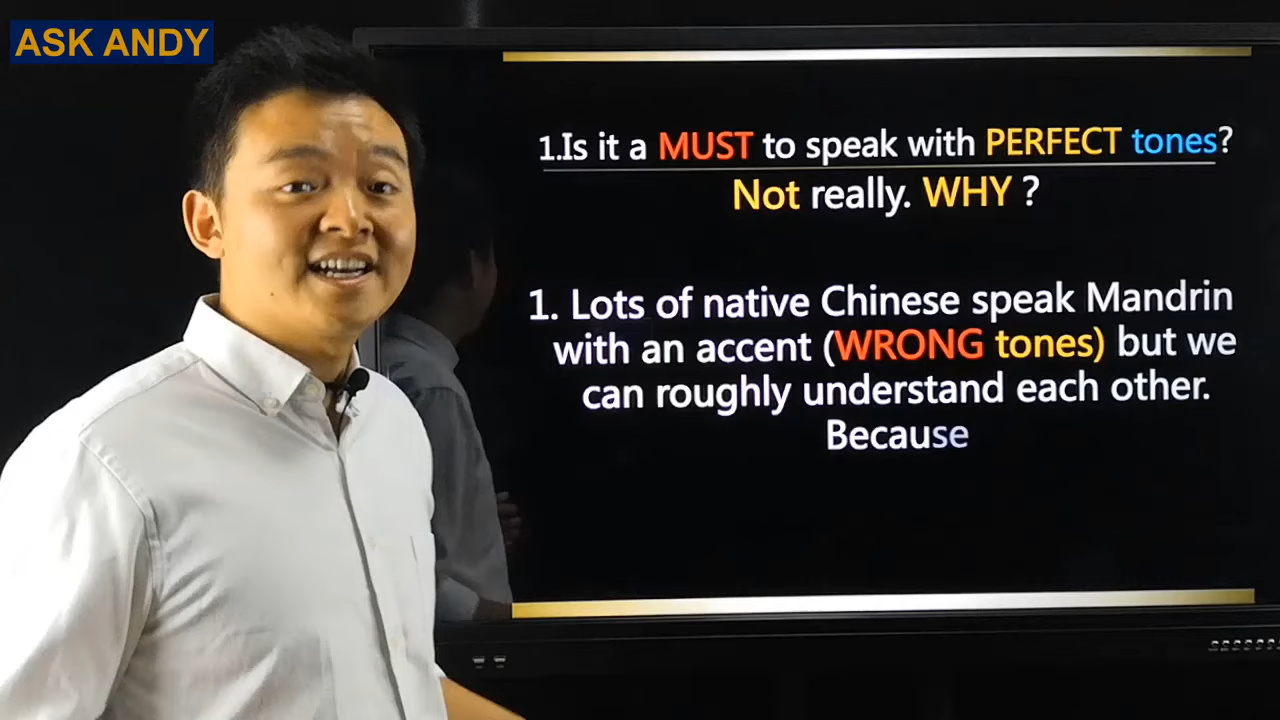 ASK ANDY
1.Is it a MUST to speak with PERFECT tones?
Not really. WHY ?
1. Lots of native Chinese speak Mandrin
with an accent (WRONG tones) but we
can roughly understand each other.
Because